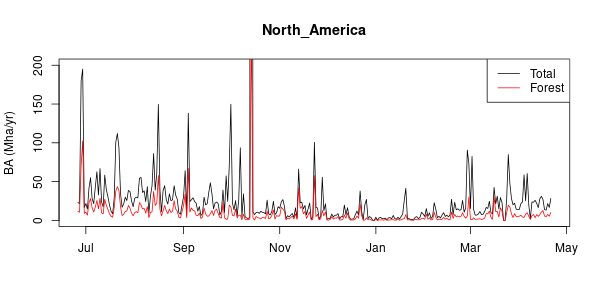 North_America
BA (Mha/yr)
200
150
100
50
0
Total
Forest
Jul
Sep
Nov
Jan
Mar
May